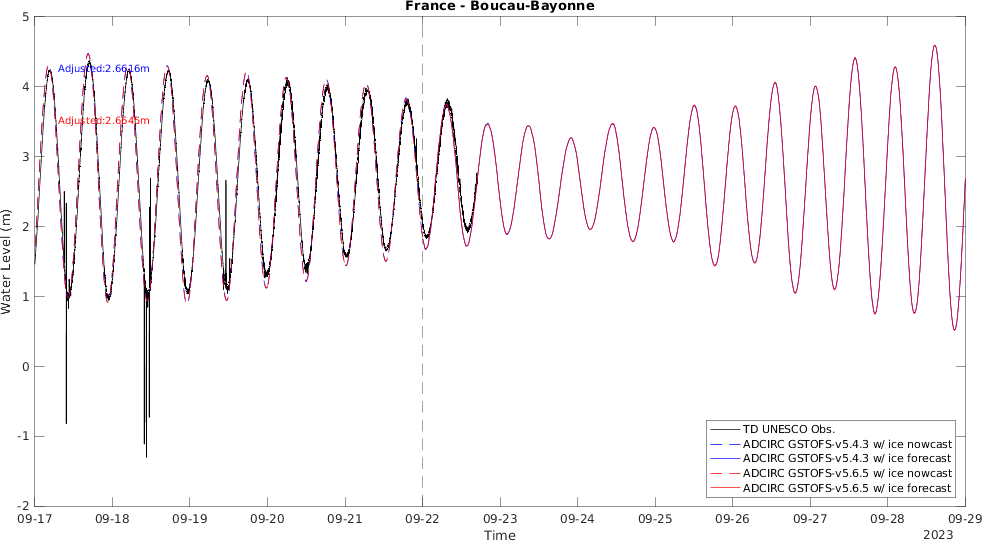 France - Boucau-Bayonne
5
4
3
2
1
0
-1
-2
Water Level (m)
Adjusted:2.6616m
Adjusted:2.6545m
TD UNESCO Obs.
ADCIRC GSTOFS-v5.4.3 w/ ice nowcast
ADCIRC GSTOFS-v5.4.3 w/ ice forecast
ADCIRC GSTOFS-v5.6.5 w/ ice nowcast
ADCIRC GSTOFS-v5.6.5 w/ ice forecast
09-17 09-18 09-19 09-20 09-21 09-22 09-23 09-24 09-25 09-26 09-27 09-28 09-29
Time
2023